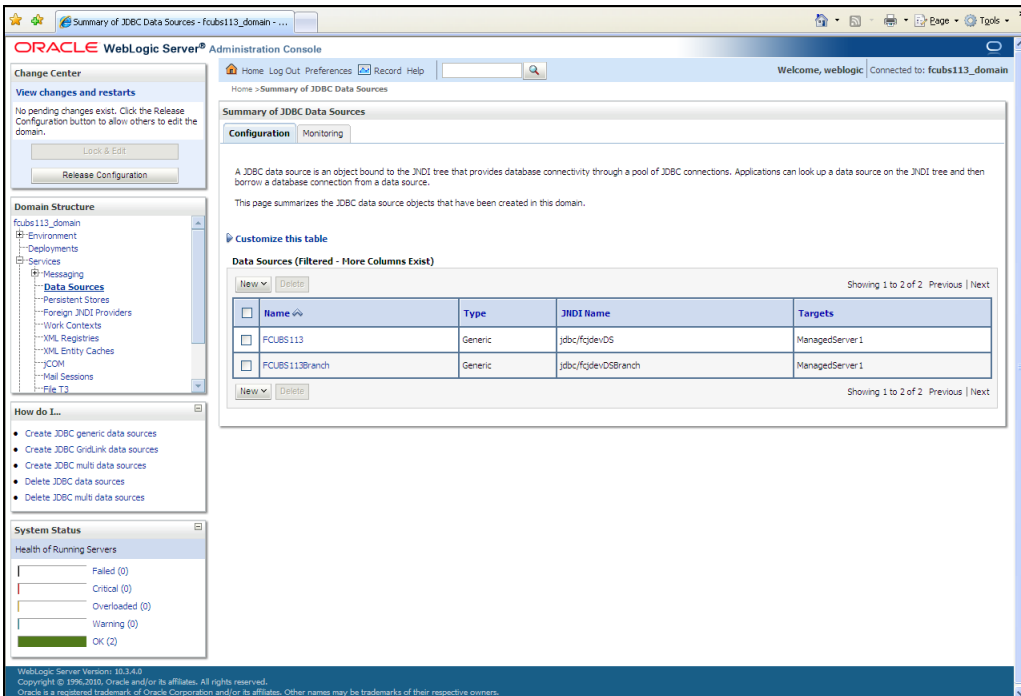 Summary of JDBC Data Sources - fcubs113_domain - ...
Page
Tools
ORACLE WebLogic Server® Administration Console
Change Center
View changes and restarts
No pending changes exist. Click the Release
Configuration button to allow others to edit the
domain.
Lock & Edit
Release Configuration
Domain Structure
fcubs113_domain
Environment
Deployments
Services
Messaging
Data Sources
Persistent Stores
Foreign JNDI Providers
Work Contexts
XML Registries
XML Entity Caches
jCOM
Mail Sessions
File T3
How do I...
Create JDBC generic data sources
Create JDBC GridLink data sources
Create JDBC multi data sources
Delete JDBC data sources
Delete JDBC multi data sources
System Status
Health of Running Servers
Failed (0)
Critical (0)
Overloaded (0)
Warning (0)
OK (2)
Home Log Out Preferences Record Help
Welcome, weblogic Connected to: fcubs113_domain
Home >Summary of JDBC Data Sources
Summary of JDBC Data Sources
Configuration Monitoring
A JDBC data source is an object bound to the JNDI tree that provides database connectivity through a pool of JDBC connections. Applications can look up a data source on the JNDI tree and then
borrow a database connection from a data source.
This page summarizes the JDBC data source objects that have been created in this domain.
Customize this table
Data Sources (Filtered - More Columns Exist)
New Delete Showing 1 to 2 of 2 Previous | Next
Name Type JNDI Name Targets
FCUBS113 Generic jdbc/fcjdevDS ManagedServer1
FCUBS113Branch Generic jdbc/fcjdevDSBranch ManagedServer1
New Delete Showing 1 to 2 of 2 Previous | Next
WebLogic Server Version: 10.3.4.0
Copyright © 1996,2010, Oracle and/or its affiliates. All rights reserved.
Oracle is a registered trademark of Oracle Corporation and/or its affiliates. Other names may be trademarks of their respective owners.